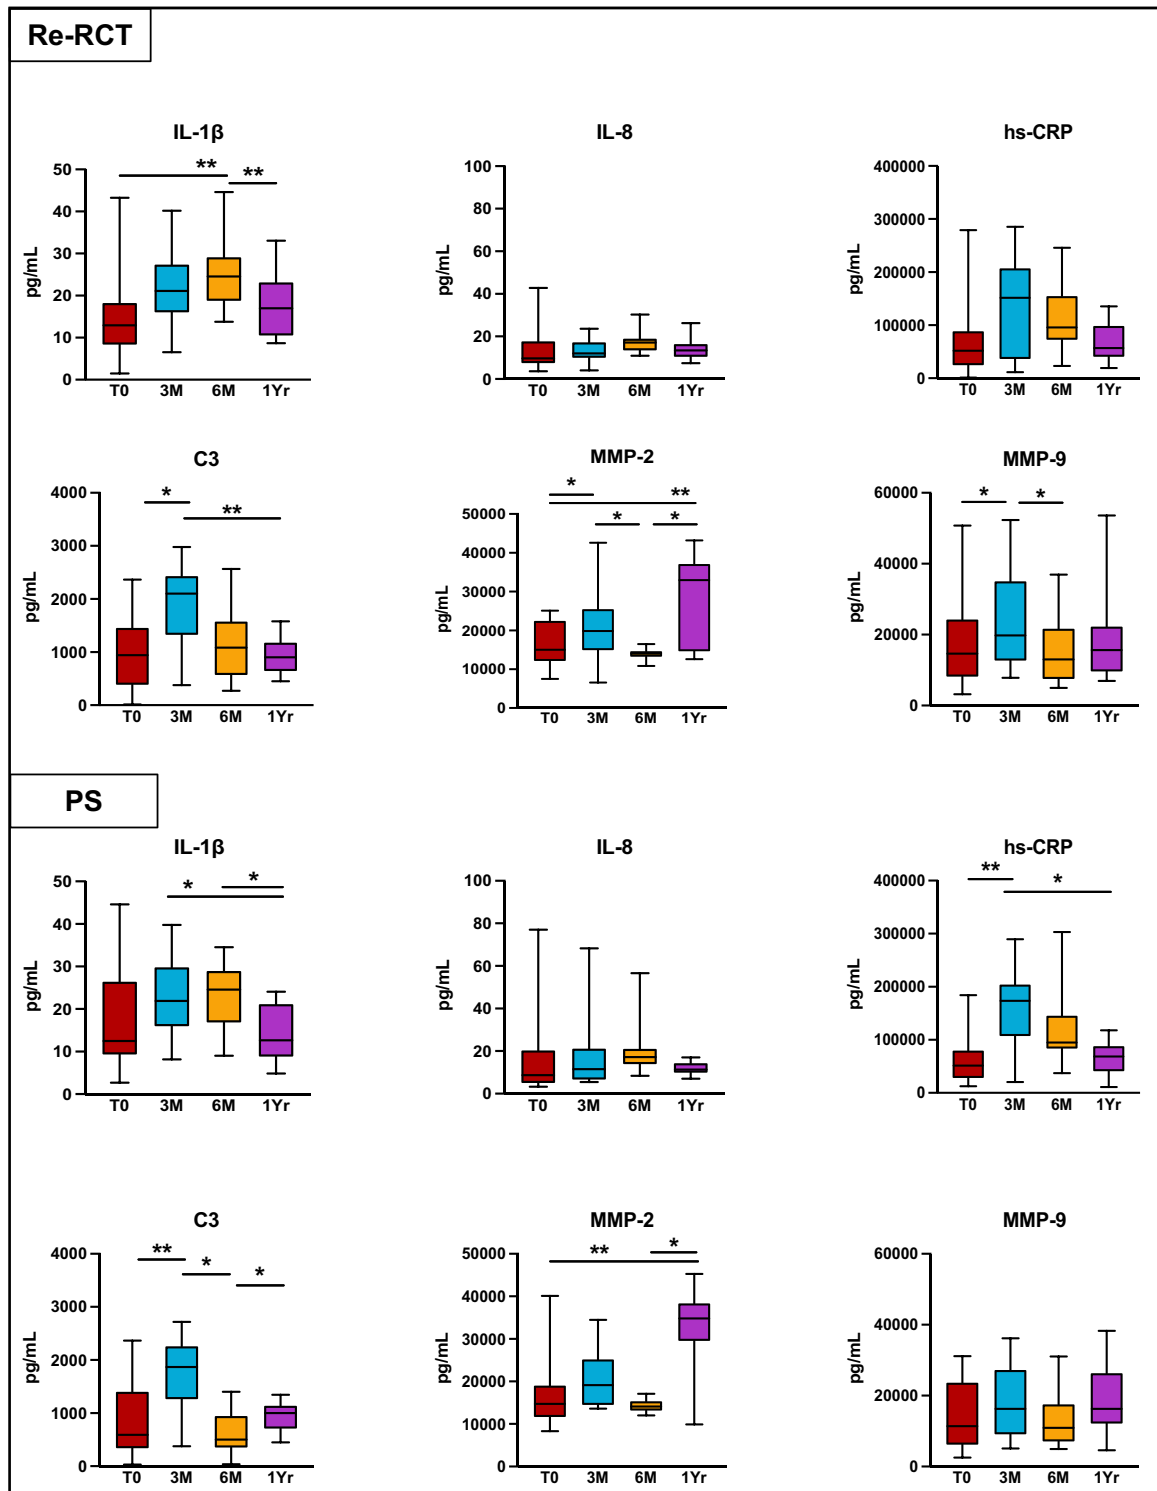 Re-RCT
IL-1β
IL-8
hs-CRP
50
40
30
20
10
0
pg/mL
** **
T0 3M 6M 1Yr
100
80
60
40
20
0
pg/mL
T0 3M 6M 1Yr
400000
300000
200000
100000
0
pg/mL
T0 3M 6M 1Yr
C3
MMP-2
MMP-9
4000
3000
2000
1000
0
pg/mL
* **
T0 3M 6M 1Yr
50000
40000
30000
20000
10000
0
pg/mL
* **
* *
T0 3M 6M 1Yr
60000
40000
20000
0
pg/mL
* *
T0 3M 6M 1Yr
PS
IL-1β
IL-8
hs-CRP
50
40
30
20
10
0
pg/mL
* *
T0 3M 6M 1Yr
100
80
60
40
20
0
pg/mL
T0 3M 6M 1Yr
400000
300000
200000
100000
0
pg/mL
** *
T0 3M 6M 1Yr
C3
MMP-2
MMP-9
4000
3000
2000
1000
0
pg/mL
** * *
T0 3M 6M 1Yr
50000
40000
30000
20000
10000
0
pg/mL
** *
T0 3M 6M 1Yr
60000
40000
20000
0
pg/mL
T0 3M 6M 1Yr